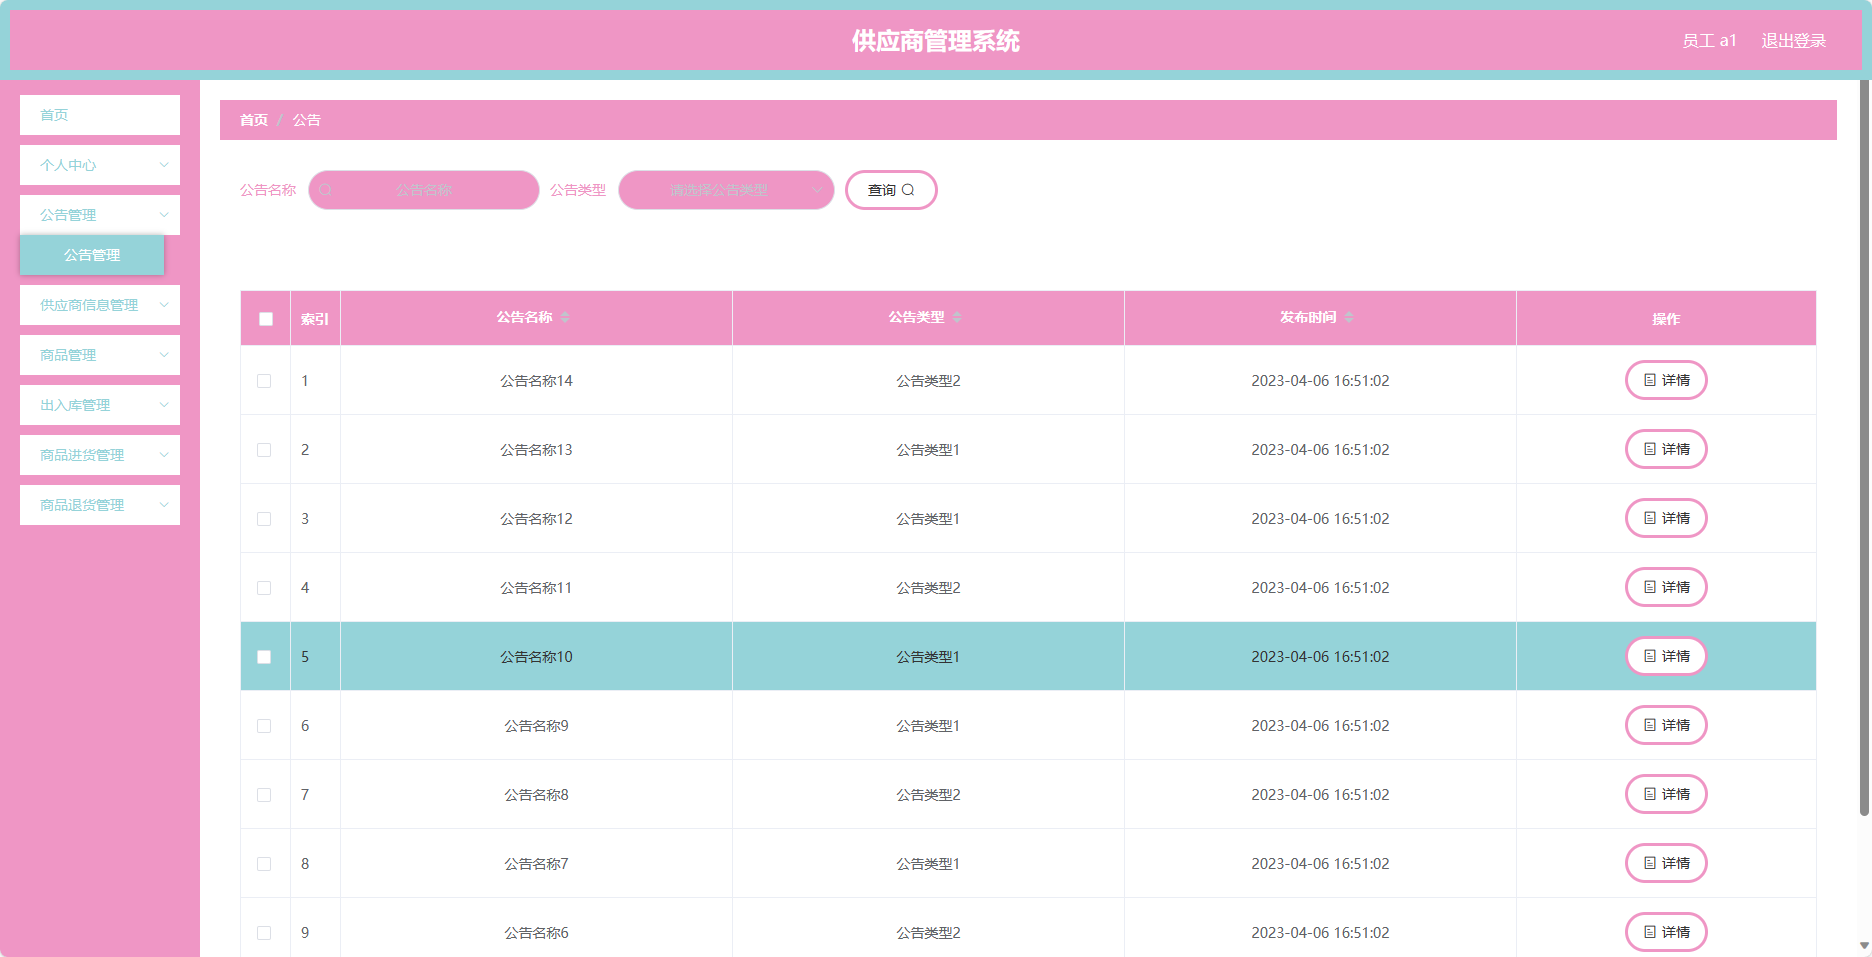 供应商管理系统
员工 a1 退出登录
首页
个人中心
公告管理
公告管理
供应商信息管理
商品管理
出入库管理
商品进货管理
商品退货管理
首页 / 公告
公告名称 公告名称 公告类型 请选择公告类型 查询
索引 公告名称 公告类型 发布时间 操作
1 公告名称14 公告类型2 2023-04-06 16:51:02 详情
2 公告名称13 公告类型1 2023-04-06 16:51:02 详情
3 公告名称12 公告类型1 2023-04-06 16:51:02 详情
4 公告名称11 公告类型2 2023-04-06 16:51:02 详情
5 公告名称10 公告类型1 2023-04-06 16:51:02 详情
6 公告名称9 公告类型1 2023-04-06 16:51:02 详情
7 公告名称8 公告类型2 2023-04-06 16:51:02 详情
8 公告名称7 公告类型1 2023-04-06 16:51:02 详情
9 公告名称6 公告类型2 2023-04-06 16:51:02 详情